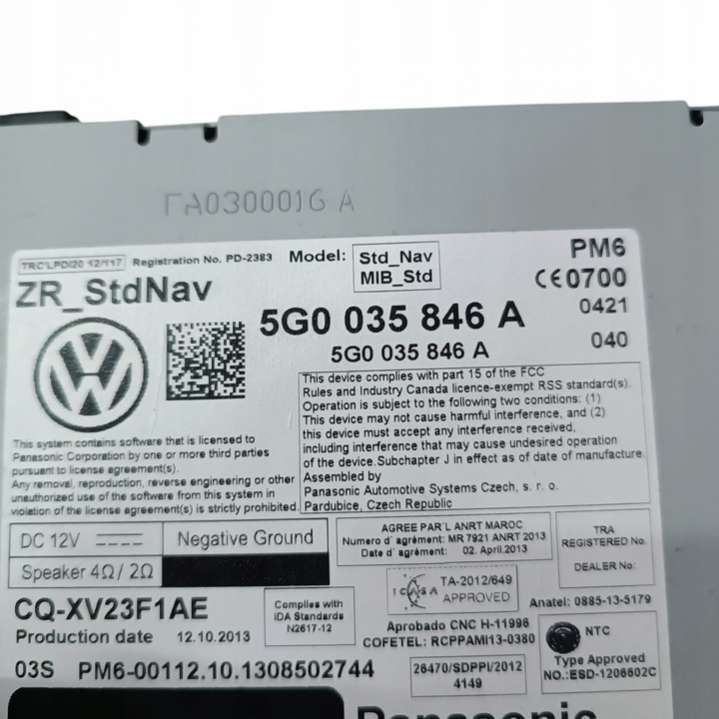 FA0300016 A
TRC\LPD\20 12/117 Registration No. PD-2383 Model: Std_Nav
MIB_Std
PM6
CE0700
0421
040
ZR_StdNav
5G0 035 846 A
5G0 035 846 A
This device complies with part 15 of the FCC
Rules and Industry Canada licence-exempt RSS standard(s).
Operation is subject to the following two conditions: (1)
This device may not cause harmful interference, and (2)
this device must accept any interference received,
including interference that may cause undesired operation
of the device.Subchapter J in effect as of date of manufacture.
Assembled by
Panasonic Automotive Systems Czech, s. r. o.
Pardubice, Czech Republic
This system contains software that is licensed to
Panasonic Corporation by one or more third parties
pursuant to license agreement(s).
Any removal, reproduction, reverse engineering or other
unauthorized use of the software from this system in
violation of the license agreement(s) is strictly prohibited.
DC 12V Negative Ground
Speaker 4Ω / 2Ω
AGREE PAR'L ANRT MAROC
Numero d' agrément: MR 7921 ANRT 2013
Date d' agrément: 02. April.2013
TRA
REGISTERED No:
DEALER No:
ICASA TA-2012/649
APPROVED
Anatel: 0885-13-5179
CQ-XV23F1AE
Production date 12.10.2013
Complies with
iDA Standards
N2617-12
Aprobado CNC H-11996
COFETEL: RCPPAMI13-0380
NTC
Type Approved
NO.:ESD-1206602C
03S PM6-00112.10.1308502744
26470/SDPPI/2012
4149
Panasonic